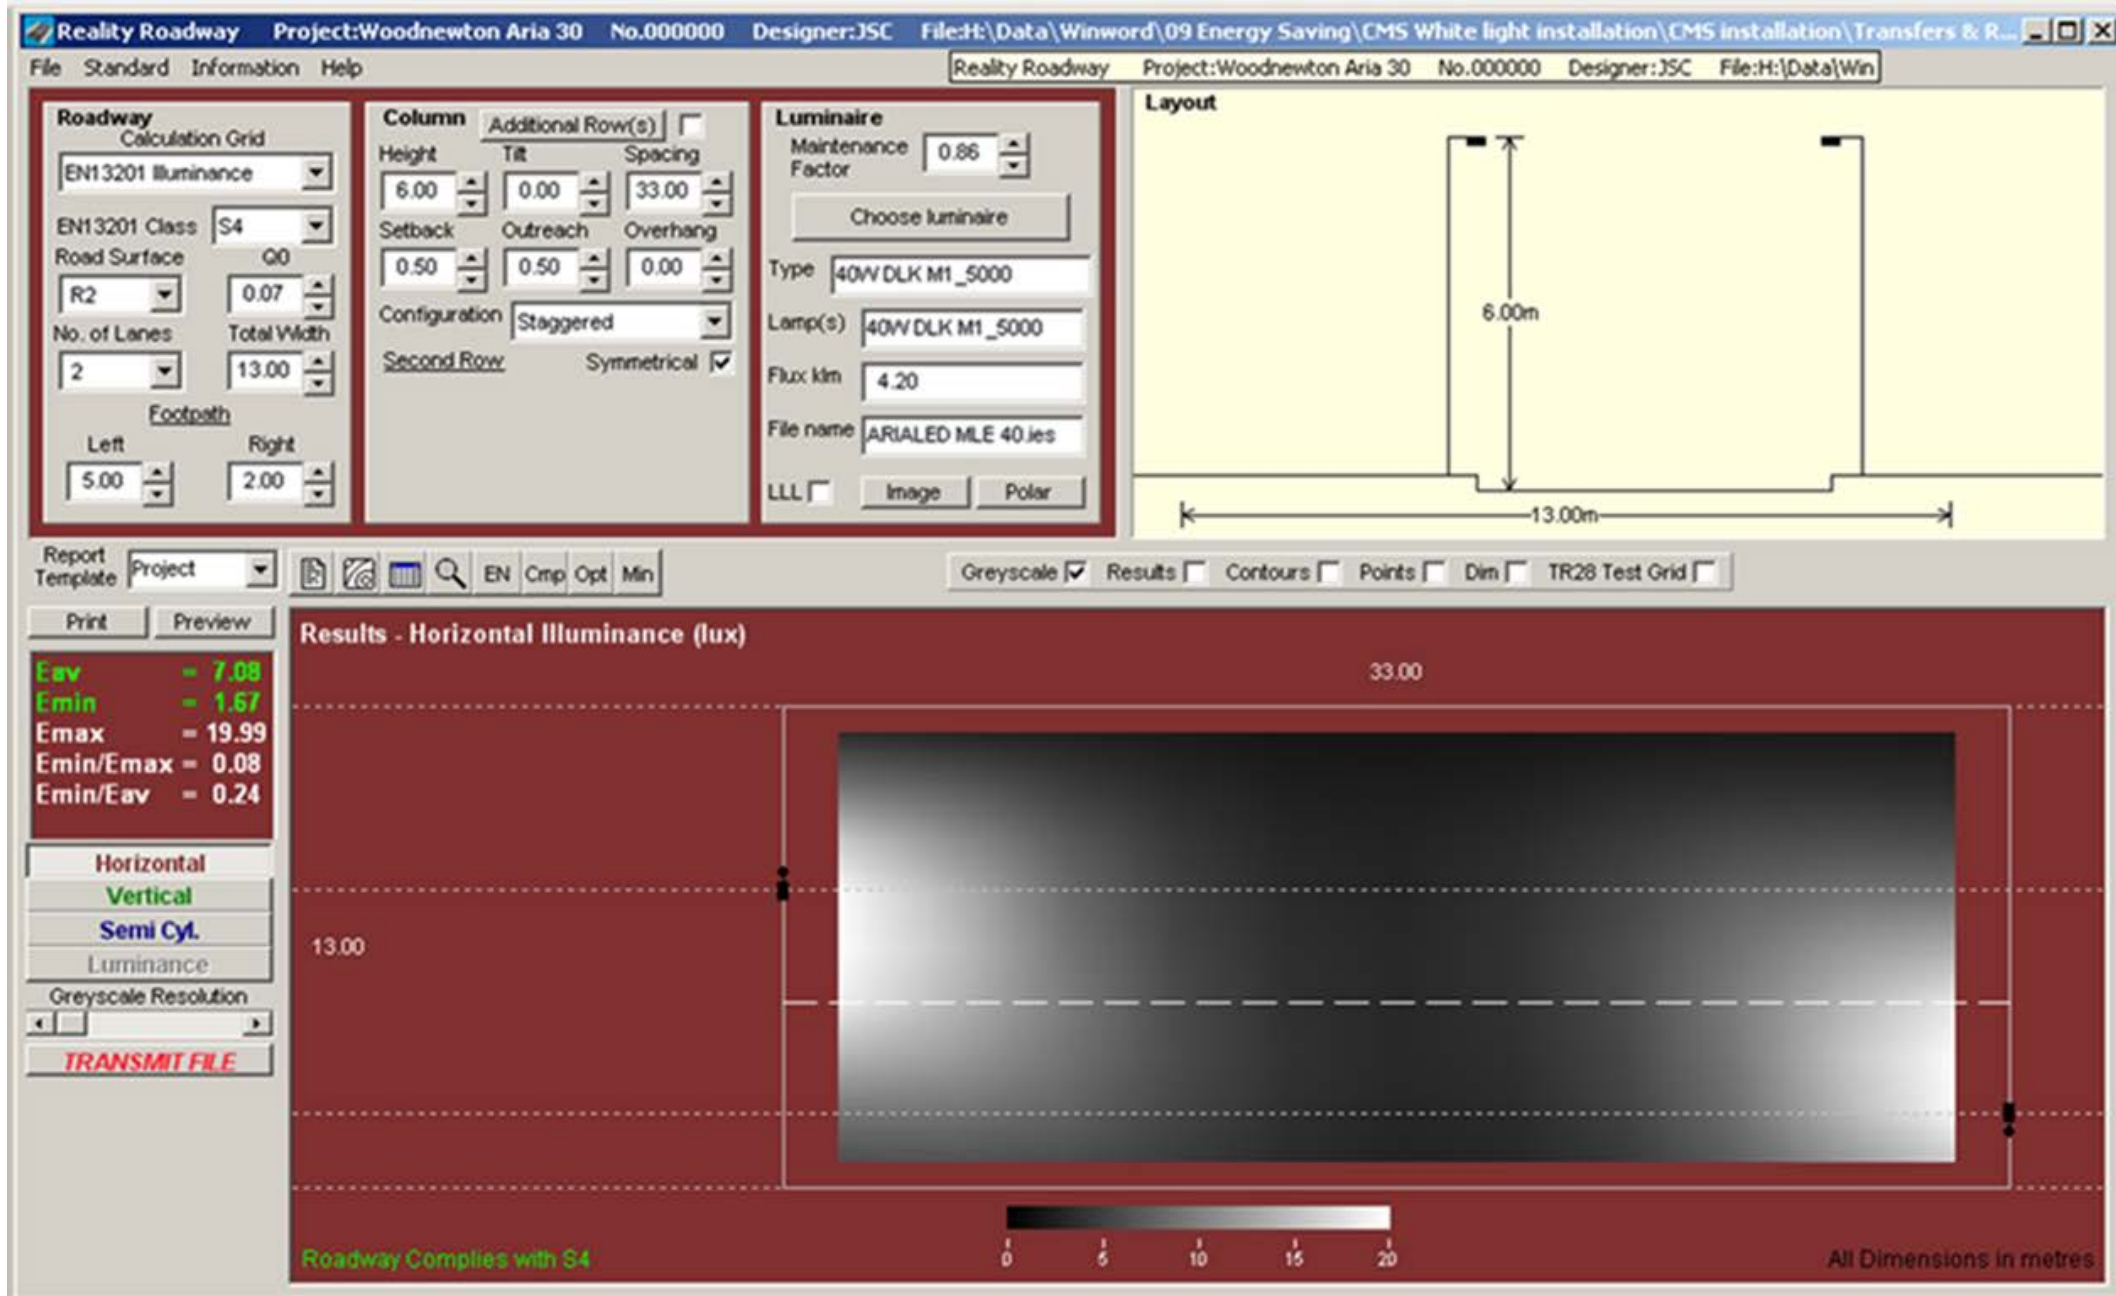 Reality Roadway Project:Woodnewton Aria 30 No.000000 Designer:JSC File:H:\Data\Winword\09 Energy Saving\CMS White light installation\CMS installation\Transfers & R...
File Standard Information Help
Reality Roadway Project:Woodnewton Aria 30 No.000000 Designer:JSC File:H:\Data\Win
Roadway
Calculation Grid
EN13201 Illuminance
EN13201 Class S4
Road Surface Q0
R2 0.07
No. of Lanes Total Width
2 13.00
Footpath
Left Right
5.00 2.00
Column Additional Row(s)
Height Tilt Spacing
6.00 0.00 33.00
Setback Outreach Overhang
0.50 0.50 0.00
Configuration Staggered
Second Row Symmetrical
Luminaire
Maintenance Factor 0.86
Choose luminaire
Type 40W DLK M1_5000
Lamp(s) 40W DLK M1_5000
Flux klm 4.20
File name ARIALED MLE 40.ies
LLL Image Polar
Layout
6.00m
13.00m
Report Template Project
EN Cmp Opt Min
Greyscale Results Contours Points Dim TR28 Test Grid
Print Preview
Eav = 7.08
Emin = 1.67
Emax = 19.99
Emin/Emax = 0.08
Emin/Eav = 0.24
Horizontal
Vertical
Semi Cyl.
Luminance
Greyscale Resolution
TRANSMIT FILE
Results - Horizontal Illuminance (lux)
33.00
13.00
0 5 10 15 20
Roadway Complies with S4
All Dimensions in metres